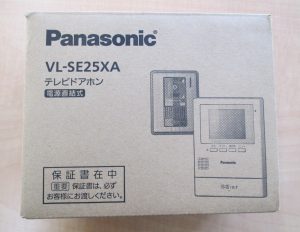 Panasonic
VL-SE25XA
テレビドアホン
電源直結式
保証書在中
重要 保証書は、必ず
お客様にお渡しください。
Panasonic